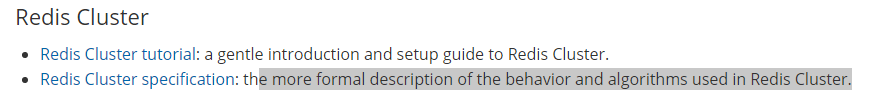 Redis Cluster
Redis Cluster tutorial: a gentle introduction and setup guide to Redis Cluster.
Redis Cluster specification: the more formal description of the behavior and algorithms used in Redis Cluster.